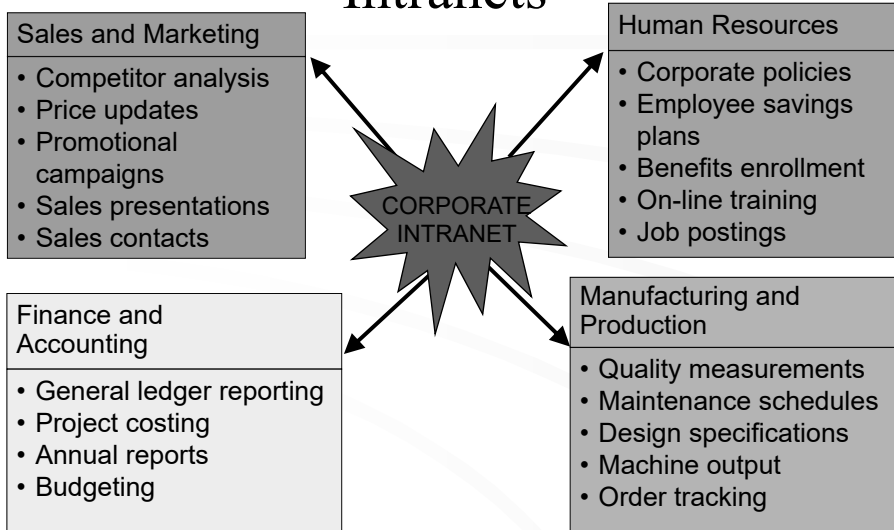 Intranets
Sales and Marketing
• Competitor analysis
• Price updates
• Promotional
campaigns
• Sales presentations
• Sales contacts
Human Resources
• Corporate policies
• Employee savings
plans
• Benefits enrollment
• On-line training
• Job postings
CORPORATE
INTRANET
Finance and
Accounting
• General ledger reporting
• Project costing
• Annual reports
• Budgeting
Manufacturing and
Production
• Quality measurements
• Maintenance schedules
• Design specifications
• Machine output
• Order tracking